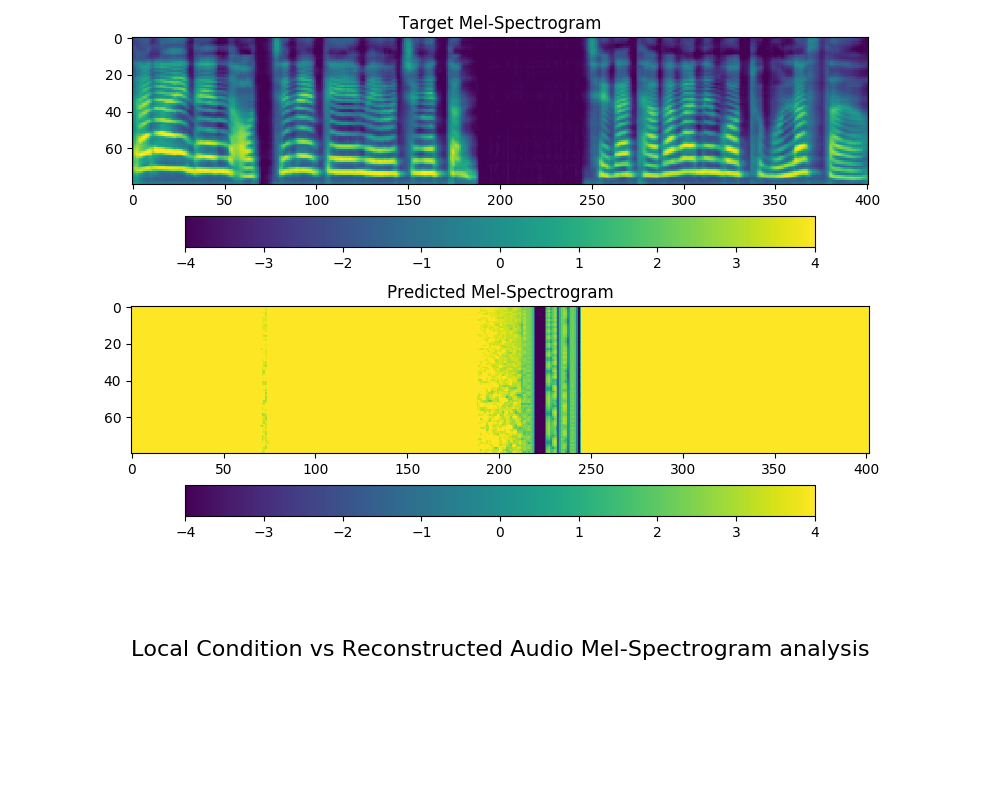 Target Mel-Spectrogram
0
20
40
60
0 50 100 150 200 250 300 350 400
−4 −3 −2 −1 0 1 2 3 4
Predicted Mel-Spectrogram
0
20
40
60
0 50 100 150 200 250 300 350 400
−4 −3 −2 −1 0 1 2 3 4
Local Condition vs Reconstructed Audio Mel-Spectrogram analysis